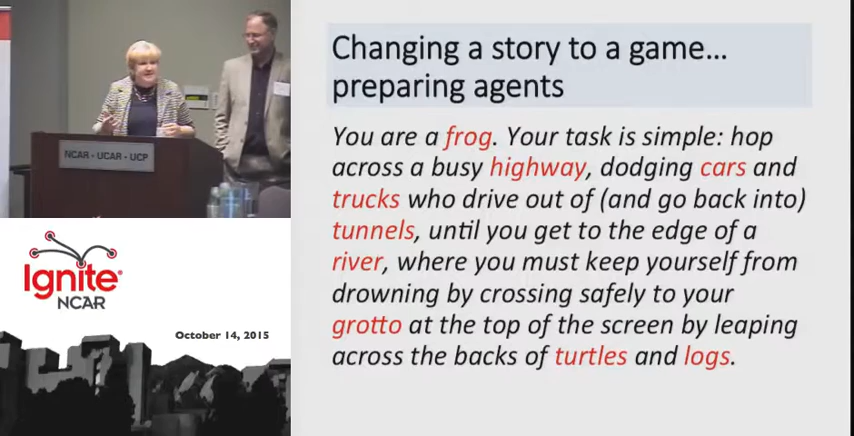 NCAR • UCAR • UCP
Ignite®
NCAR
October 14, 2015
Changing a story to a game...
preparing agents
You are a frog. Your task is simple: hop
across a busy highway, dodging cars and
trucks who drive out of (and go back into)
tunnels, until you get to the edge of a
river, where you must keep yourself from
drowning by crossing safely to your
grotto at the top of the screen by leaping
across the backs of turtles and logs.